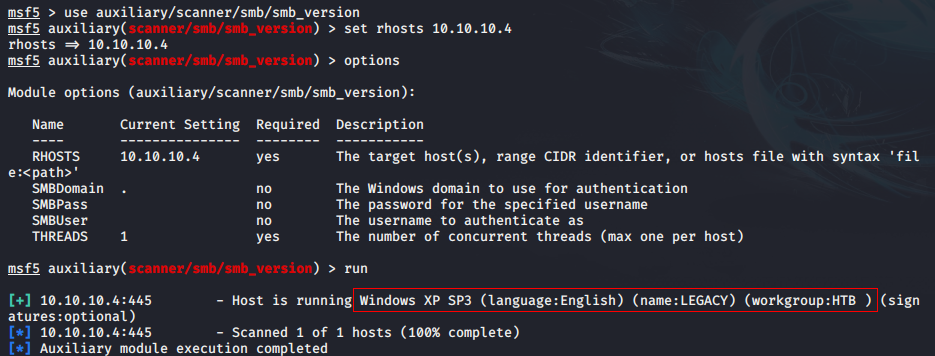 msf5 > use auxiliary/scanner/smb/smb_version
msf5 auxiliary(scanner/smb/smb_version) > set rhosts 10.10.10.4
rhosts ⇒ 10.10.10.4
msf5 auxiliary(scanner/smb/smb_version) > options
Module options (auxiliary/scanner/smb/smb_version):
Name Current Setting Required Description
---- --------------- -------- -----------
RHOSTS 10.10.10.4 yes The target host(s), range CIDR identifier, or hosts file with syntax 'fil
e:<path>'
SMBDomain . no The Windows domain to use for authentication
SMBPass no The password for the specified username
SMBUser no The username to authenticate as
THREADS 1 yes The number of concurrent threads (max one per host)
msf5 auxiliary(scanner/smb/smb_version) > run
[+] 10.10.10.4:445 - Host is running Windows XP SP3 (language:English) (name:LEGACY) (workgroup:HTB ) (sign
atures:optional)
[*] 10.10.10.4:445 - Scanned 1 of 1 hosts (100% complete)
[*] Auxiliary module execution completed